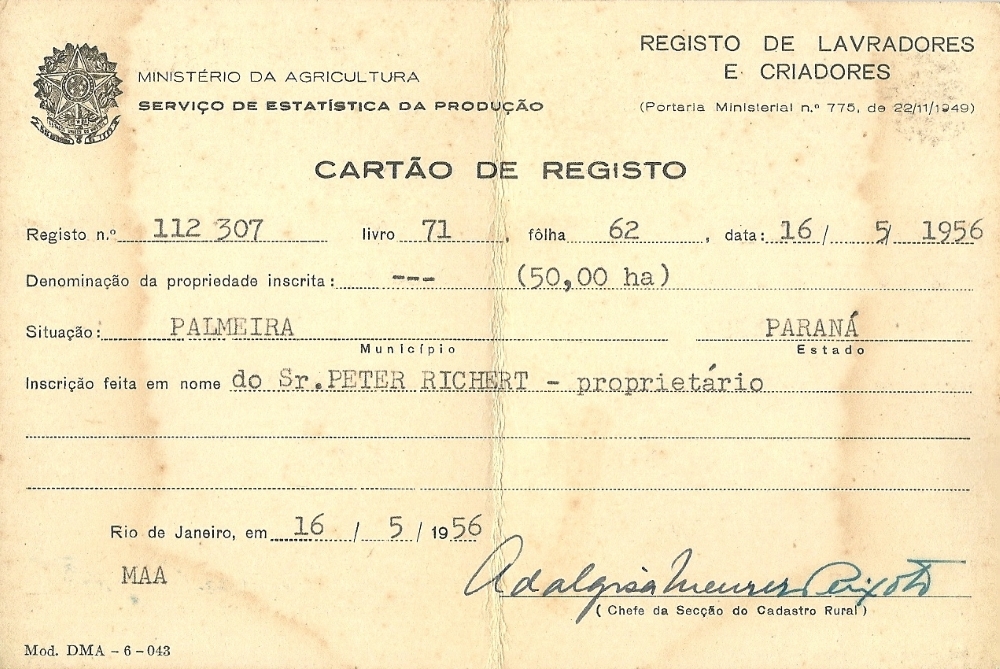 MINISTÉRIO DA AGRICULTURA
SERVIÇO DE ESTATÍSTICA DA PRODUÇÃO
REGISTO DE LAVRADORES
E CRIADORES
(Portaria Ministerial n.º 775, de 22/11/1949)
CARTÃO DE REGISTO
Registo n.º 112 307 livro 71, fôlha 62, data: 16/ 5/ 1956
Denominação da propriedade inscrita: --- (50,00 ha)
Situação: PALMEIRA PARANÁ
Município Estado
Inscrição feita em nome do Sr. PETER RICHERT - proprietário
Rio de Janeiro, em 16 / 5 / 1956
MAA
Adalgisa Meurer Peixoto
(Chefe da Secção do Cadastro Rural)
Mod. DMA - 6 - 043